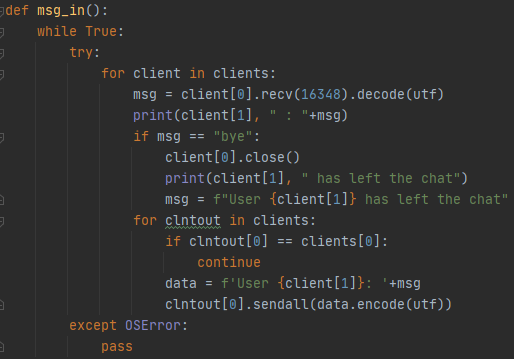 def msg_in():
    while True:
        try:
            for client in clients:
                msg = client[0].recv(16348).decode(utf)
                print(client[1], " : "+msg)
                if msg == "bye":
                    client[0].close()
                    print(client[1], " has left the chat")
                    msg = f"User {client[1]} has left the chat"
                for clntout in clients:
                    if clntout[0] == clients[0]:
                        continue
                    data = f'User {client[1]}: '+msg
                    clntout[0].sendall(data.encode(utf))
        except OSError:
            pass